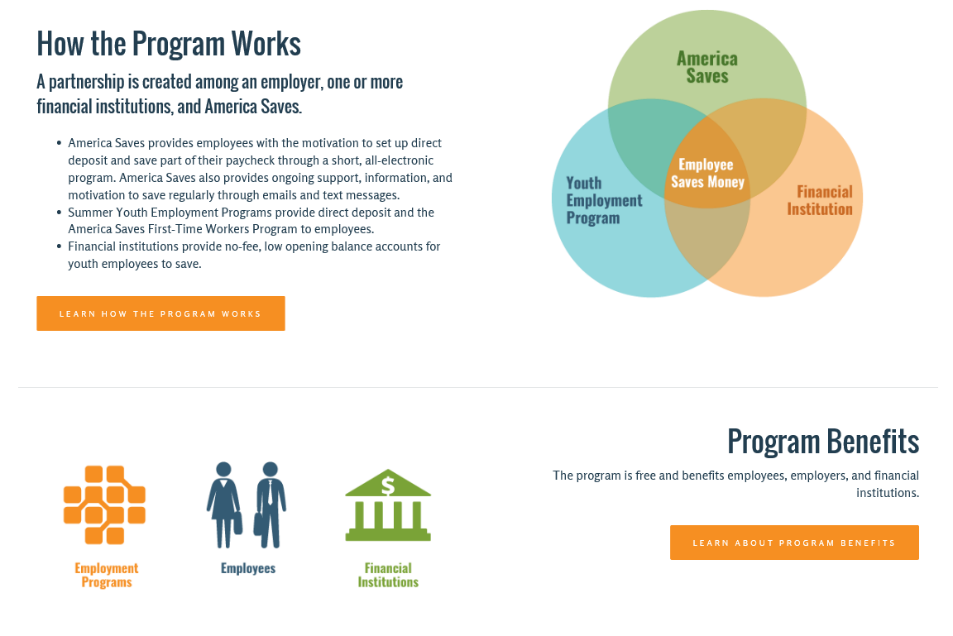 How the Program Works
A partnership is created among an employer, one or more
financial institutions, and America Saves.
• America Saves provides employees with the motivation to set up direct
deposit and save part of their paycheck through a short, all-electronic
program. America Saves also provides ongoing support, information, and
motivation to save regularly through emails and text messages.
• Summer Youth Employment Programs provide direct deposit and the
America Saves First-Time Workers Program to employees.
• Financial institutions provide no-fee, low opening balance accounts for
youth employees to save.
LEARN HOW THE PROGRAM WORKS
America
Saves
Employee
Saves Money
Youth
Employment
Program
Financial
Institution
Employment
Programs
Employees
Financial
Institutions
Program Benefits
The program is free and benefits employees, employers, and financial
institutions.
LEARN ABOUT PROGRAM BENEFITS